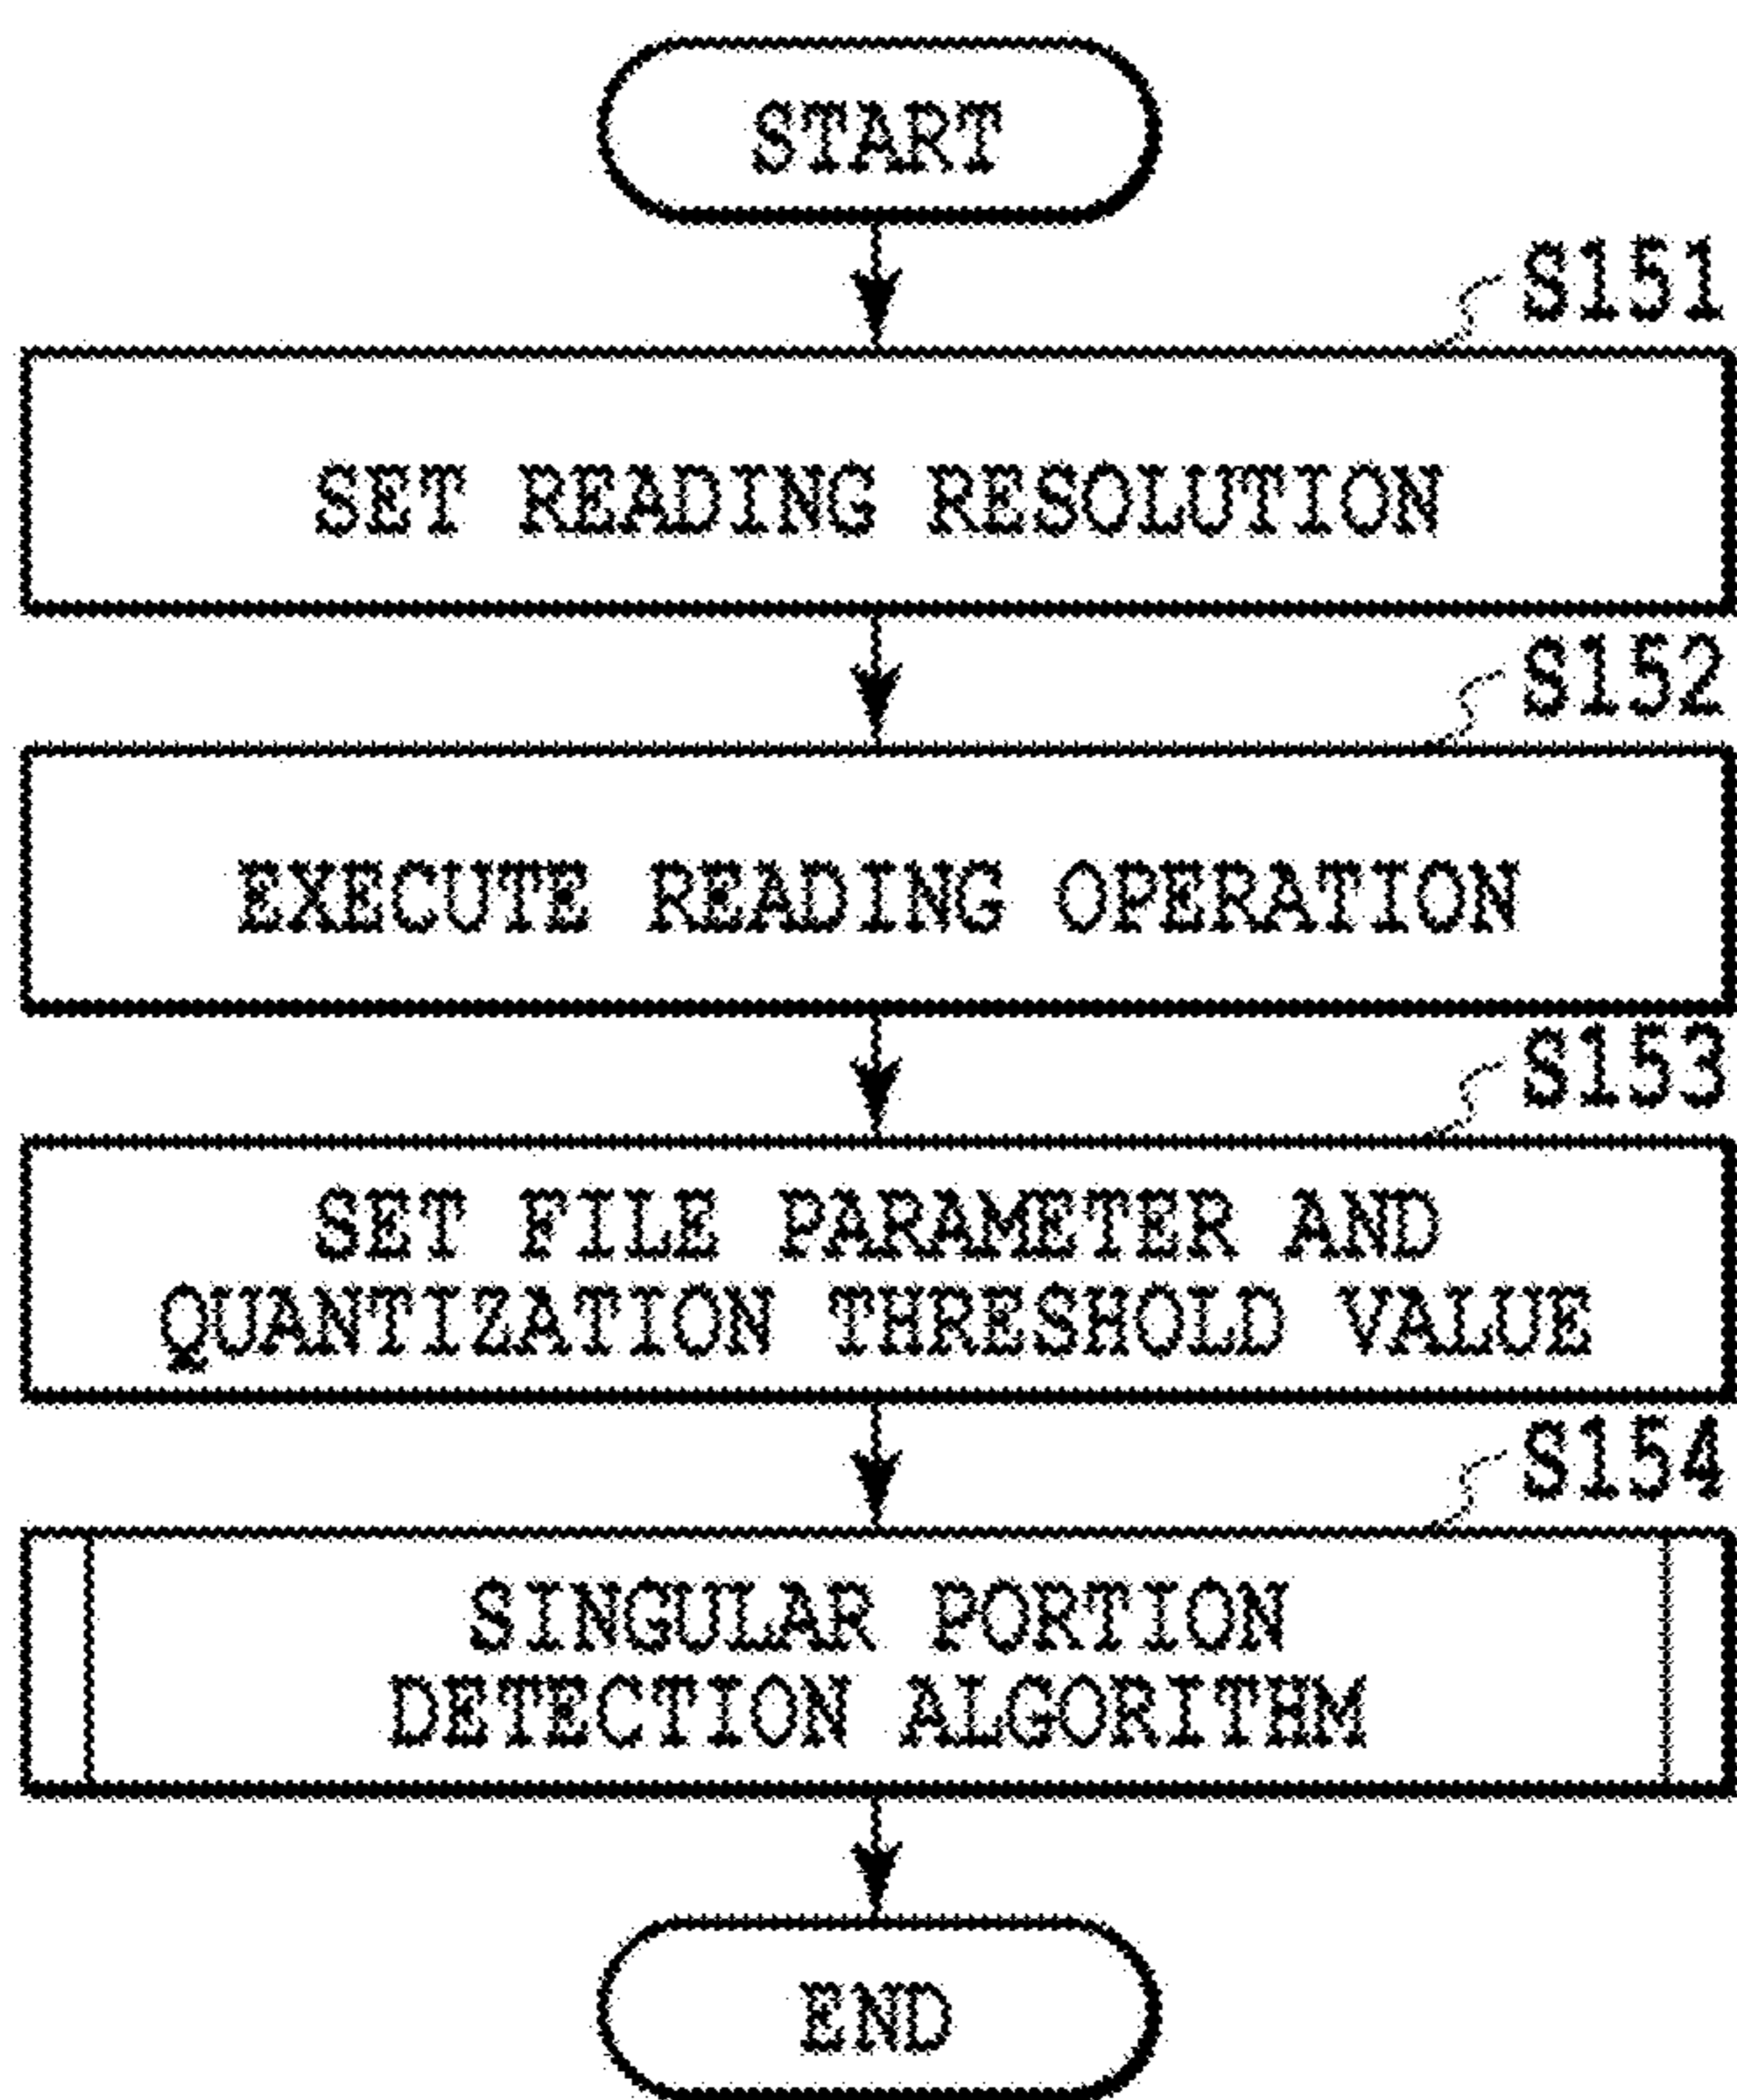 START
S151
SET READING RESOLUTION
S152
EXECUTE READING OPERATION
S153
SET FILE PARAMETER AND
QUANTIZATION THRESHOLD VALUE
S154
SINGULAR PORTION
DETECTION ALGORITHM
END